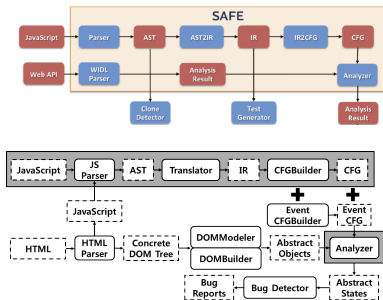 SAFE
JavaScript
Parser
AST
AST2IR
IR
IR2CFG
CFG
Web API
WIDL
Parser
Analysis
Result
Analyzer
Clone
Detector
Test
Generator
Analysis
Result
JavaScript
JS
Parser
AST
Translator
IR
CFGBuilder
CFG
JavaScript
Event
CFGBuilder
Event
CFG
HTML
HTML
Parser
Concrete
DOM Tree
DOMModeler
DOMBuilder
Abstract
Objects
Analyzer
Bug
Reports
Bug Detector
Abstract
States